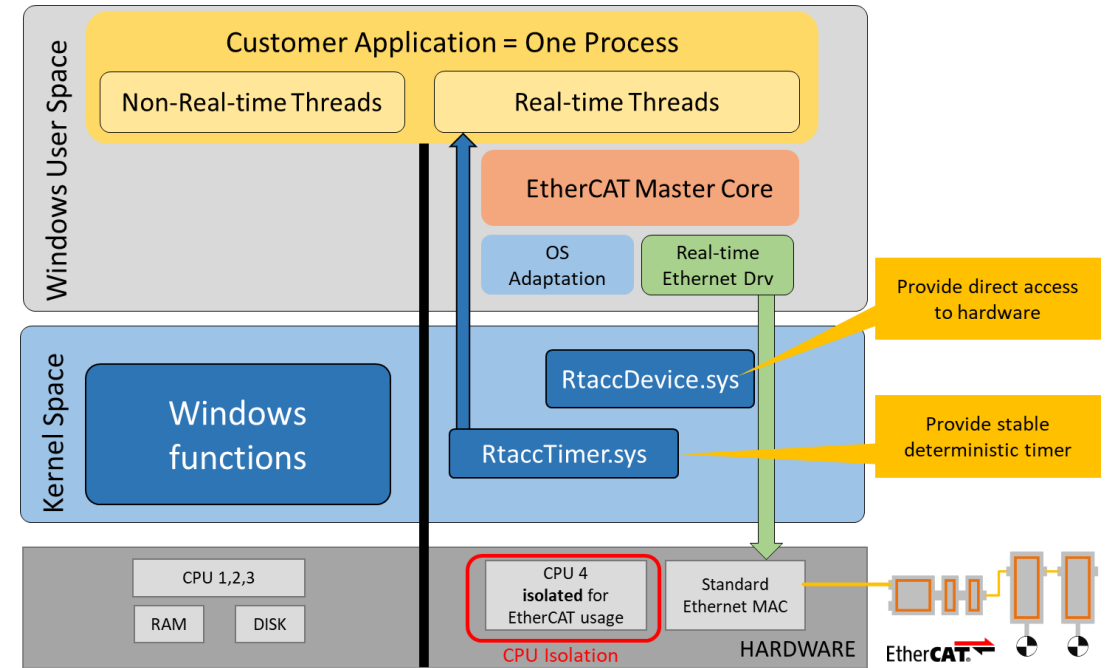 Windows User Space
Customer Application = One Process
Non-Real-time Threads
Real-time Threads
EtherCAT Master Core
OS
Adaptation
Real-time
Ethernet Drv
Provide direct access
to hardware
Kernel Space
Windows
functions
RtaccDevice.sys
RtaccTimer.sys
Provide stable
deterministic timer
CPU 1,2,3
RAM
DISK
CPU 4
isolated for
EtherCAT usage
CPU Isolation
Standard
Ethernet MAC
HARDWARE
EtherCAT®